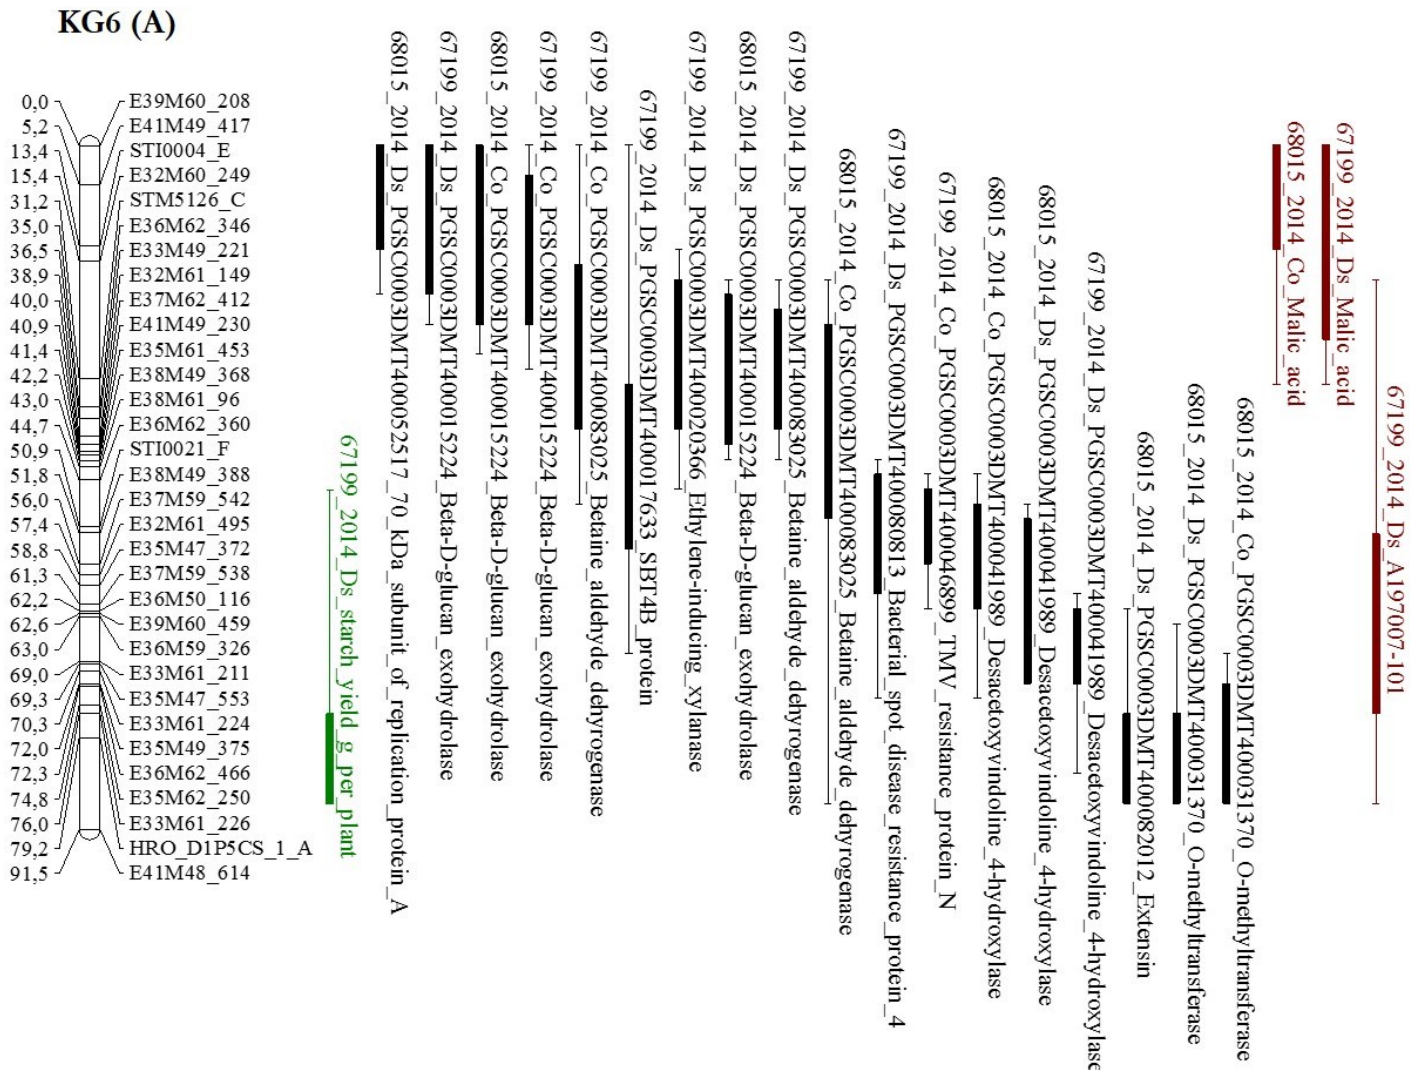 KG6 (A)
0,0 E39M60_208
5,2 E41M49_417
13,4 STI0004_E
15,4 E32M60_249
31,2 STM5126_C
35,0 E36M62_346
36,5 E33M49_221
38,9 E32M61_149
40,0 E37M62_412
40,9 E41M49_230
41,4 E35M61_453
42,2 E38M49_368
43,0 E38M61_96
44,7 E36M62_360
50,9 STI0021_F
51,8 E38M49_388
56,0 E37M59_542
57,4 E32M61_495
58,8 E35M47_372
61,3 E37M59_538
62,2 E36M50_116
62,6 E39M60_459
63,0 E36M59_326
69,0 E33M61_211
69,3 E35M47_553
70,3 E33M61_224
72,0 E35M49_375
72,3 E36M62_466
74,8 E35M62_250
76,0 E33M61_226
79,2 HRO_D1P5CS_1_A
91,5 E41M48_614
67199_2014_Ds_starch_yield_g_per_plant
68015_2014_Ds_PGSC0003DMT400052517_70_kDa_subunit_of_replication_protein_A
67199_2014_Ds_PGSC0003DMT400015224_Beta-D-glucan_exohydrolase
68015_2014_Co_PGSC0003DMT400015224_Beta-D-glucan_exohydrolase
67199_2014_Co_PGSC0003DMT400015224_Beta-D-glucan_exohydrolase
67199_2014_Co_PGSC0003DMT400083025_Betaine_aldehyde_dehyrogenase
67199_2014_Ds_PGSC0003DMT400017633_SBT4B_protein
67199_2014_Ds_PGSC0003DMT400020366_Ethylene-inducing_xylanase
68015_2014_Ds_PGSC0003DMT400015224_Beta-D-glucan_exohydrolase
67199_2014_Ds_PGSC0003DMT400083025_Betaine_aldehyde_dehyrogenase
68015_2014_Co_PGSC0003DMT400083025_Betaine_aldehyde_dehyrogenase
67199_2014_Ds_PGSC0003DMT400080813_Bacterial_spot_disease_resistance_protein_4
67199_2014_Co_PGSC0003DMT400046899_TMV_resistance_protein_N
68015_2014_Co_PGSC0003DMT400041989_Desacetoxyvindoline_4-hydroxylase
68015_2014_Ds_PGSC0003DMT400041989_Desacetoxyvindoline_4-hydroxylase
67199_2014_Ds_PGSC0003DMT400041989_Desacetoxyvindoline_4-hydroxylase
68015_2014_Ds_PGSC0003DMT400082012_Extensin
68015_2014_Ds_PGSC0003DMT400031370_O-methyltransferase
68015_2014_Co_PGSC0003DMT400031370_O-methyltransferase
68015_2014_Co_Malic_acid
67199_2014_Ds_Malic_acid
67199_2014_Ds_A197007-101